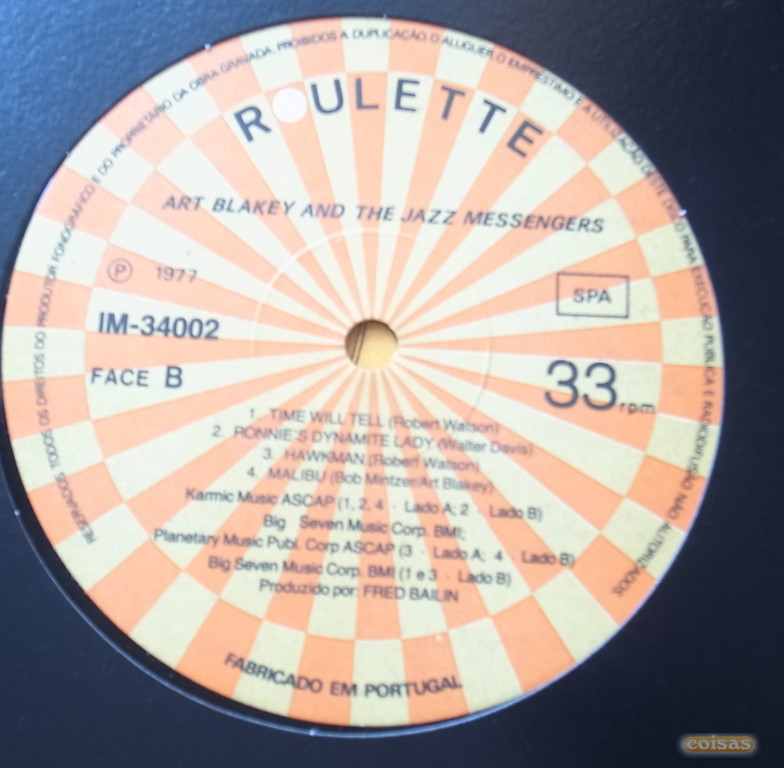 RESERVADOS TODOS OS DIREITOS DO PRODUTOR FONOGRÁFICO E DO PROPRIETÁRIO DA OBRA GRAVADA. PROIBIDOS A DUPLICAÇÃO, O ALUGUER, O EMPRÉSTIMO E A UTILIZAÇÃO DESTE DISCO PARA EXECUÇÃO PÚBLICA E RADIODIFUSÃO NÃO AUTORIZADOS
ROULETTE
ART BLAKEY AND THE JAZZ MESSENGERS
Ⓟ 1977
SPA
IM-34002
FACE B
33 rpm
1. TIME WILL TELL (Robert Watson)
2. RONNIE'S DYNAMITE LADY (Walter Davis)
3. HAWKMAN (Robert Watson)
4. MALIBU (Bob Mintzer/Art Blakey)
Karmic Music ASCAP (1, 2, 4 - Lado A; 2 - Lado B)
Big Seven Music Corp. BMI;
Planetary Music Publ. Corp ASCAP (3 - Lado A; 4 - Lado B)
Big Seven Music Corp. BMI (1 e 3 - Lado B)
Produzido por: FRED BAILIN
FABRICADO EM PORTUGAL
coisas